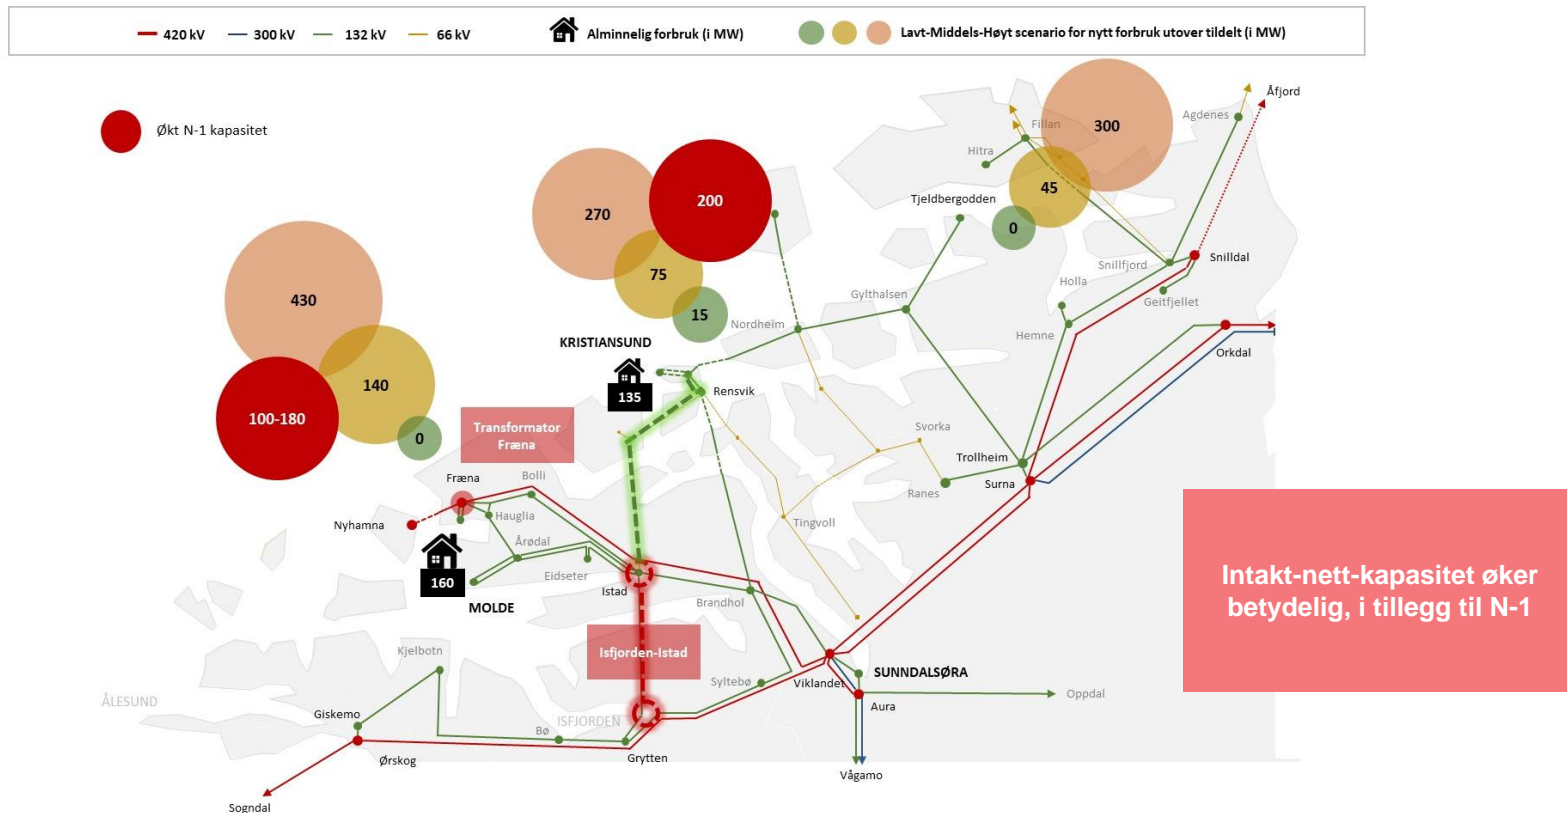 420 kV
300 kV
132 kV
66 kV
Alminnelig forbruk (i MW)
Lavt-Middels-Høyt scenario for nytt forbruk utover tildelt (i MW)
Økt N-1 kapasitet
Åfjord
Agdenes
300
Fillan
Hitra
45
Tjeldbergodden
0
270
200
75
15
Snillfjord
Snilldal
Holla
Geitfjellet
Gylthalsen
Nordheim
Hemne
Orkdal
430
140
100-180
0
KRISTIANSUND
135
Rensvik
Transformator
Fræna
Svorka
Trollheim
Surna
Ranes
Tingvoll
Fræna
Bolli
Nyhamna
Hauglia
Årødal
160
Eidseter
MOLDE
Istad
Brandhol
Intakt-nett-kapasitet øker
betydelig, i tillegg til N-1
Isfjorden-Istad
Kjelbotn
Syltebø
Viklandet
SUNNDALSØRA
Aura
Oppdal
ÅLESUND
Giskemo
ISFJORDEN
Bø
Ørskog
Grytten
Vågamo
Sogndal